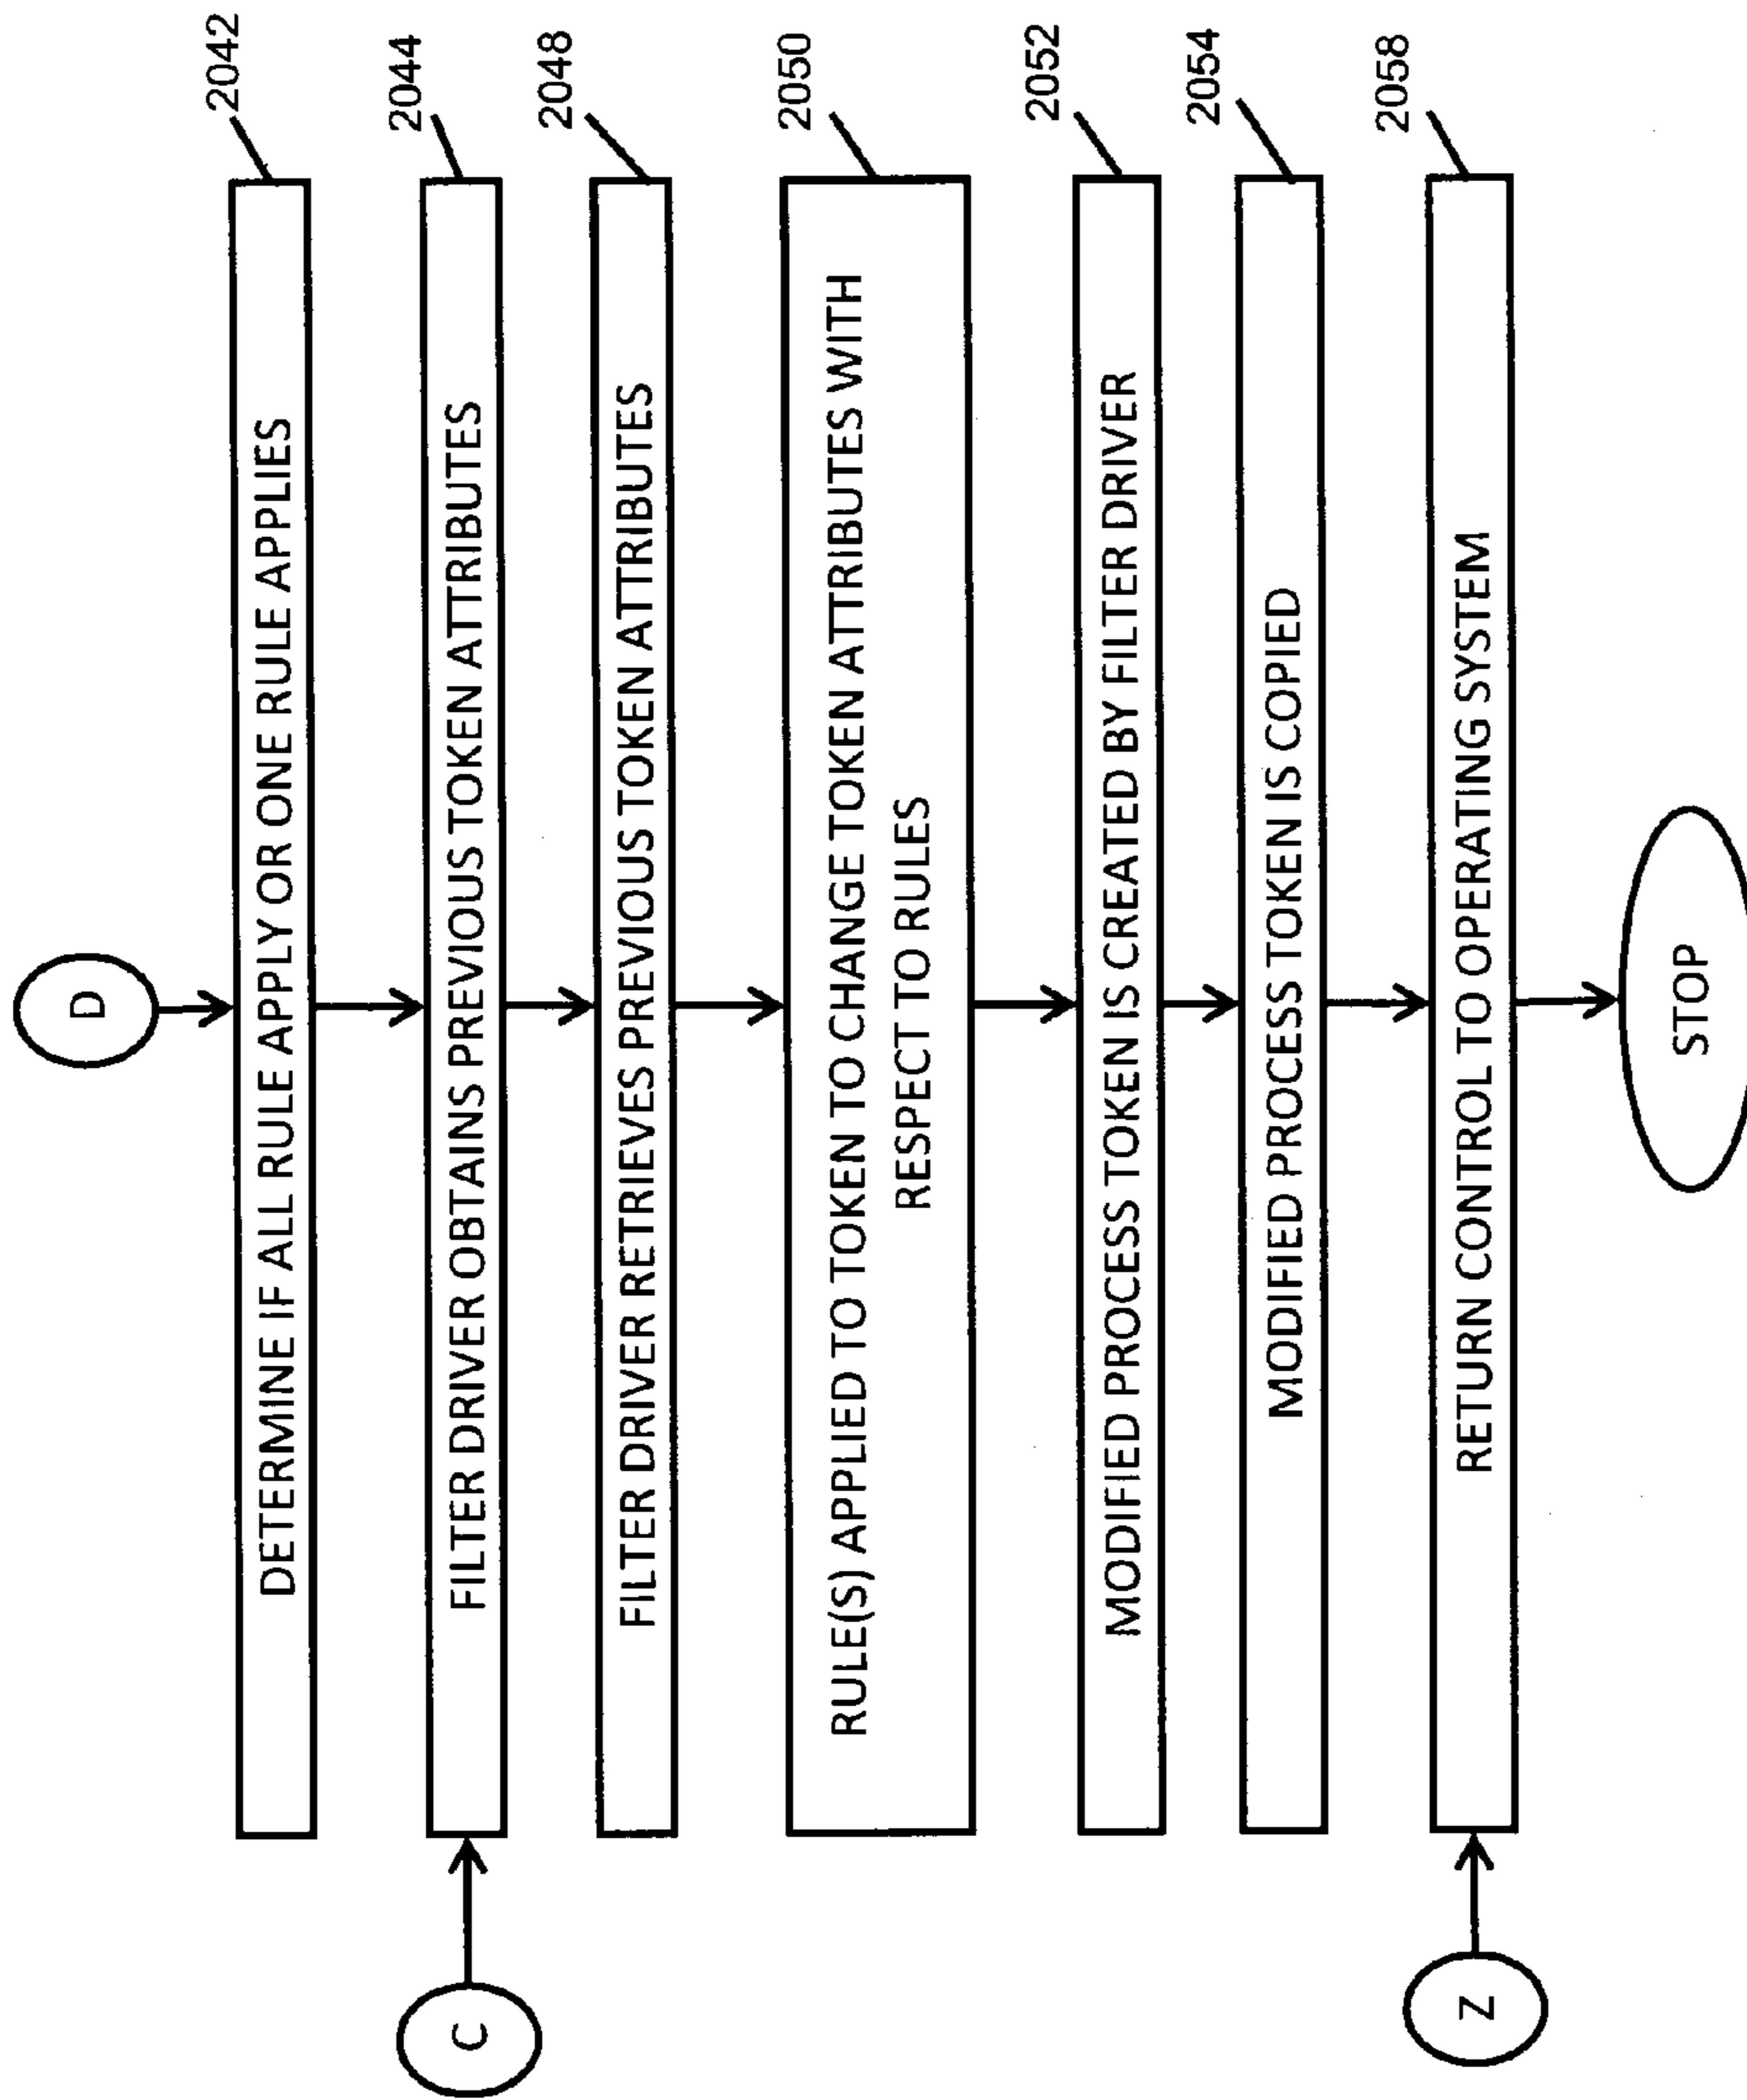 D
DETERMINE IF ALL RULE APPLY OR ONE RULE APPLIES
2042
C
FILTER DRIVER OBTAINS PREVIOUS TOKEN ATTRIBUTES
2044
FILTER DRIVER RETRIEVES PREVIOUS TOKEN ATTRIBUTES
2048
RULE(S) APPLIED TO TOKEN TO CHANGE TOKEN ATTRIBUTES WITH
RESPECT TO RULES
2050
MODIFIED PROCESS TOKEN IS CREATED BY FILTER DRIVER
2052
MODIFIED PROCESS TOKEN IS COPIED
2054
Z
RETURN CONTROL TO OPERATING SYSTEM
2058
STOP